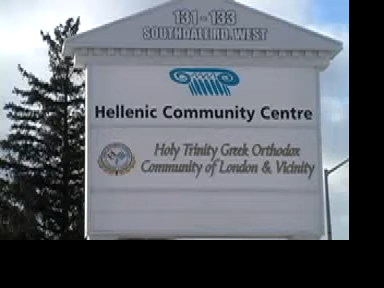 131-133
SOUTHDALE RD. WEST
Hellenic Community Centre
Holy Trinity Greek Orthodox
Community of London & Vicinity